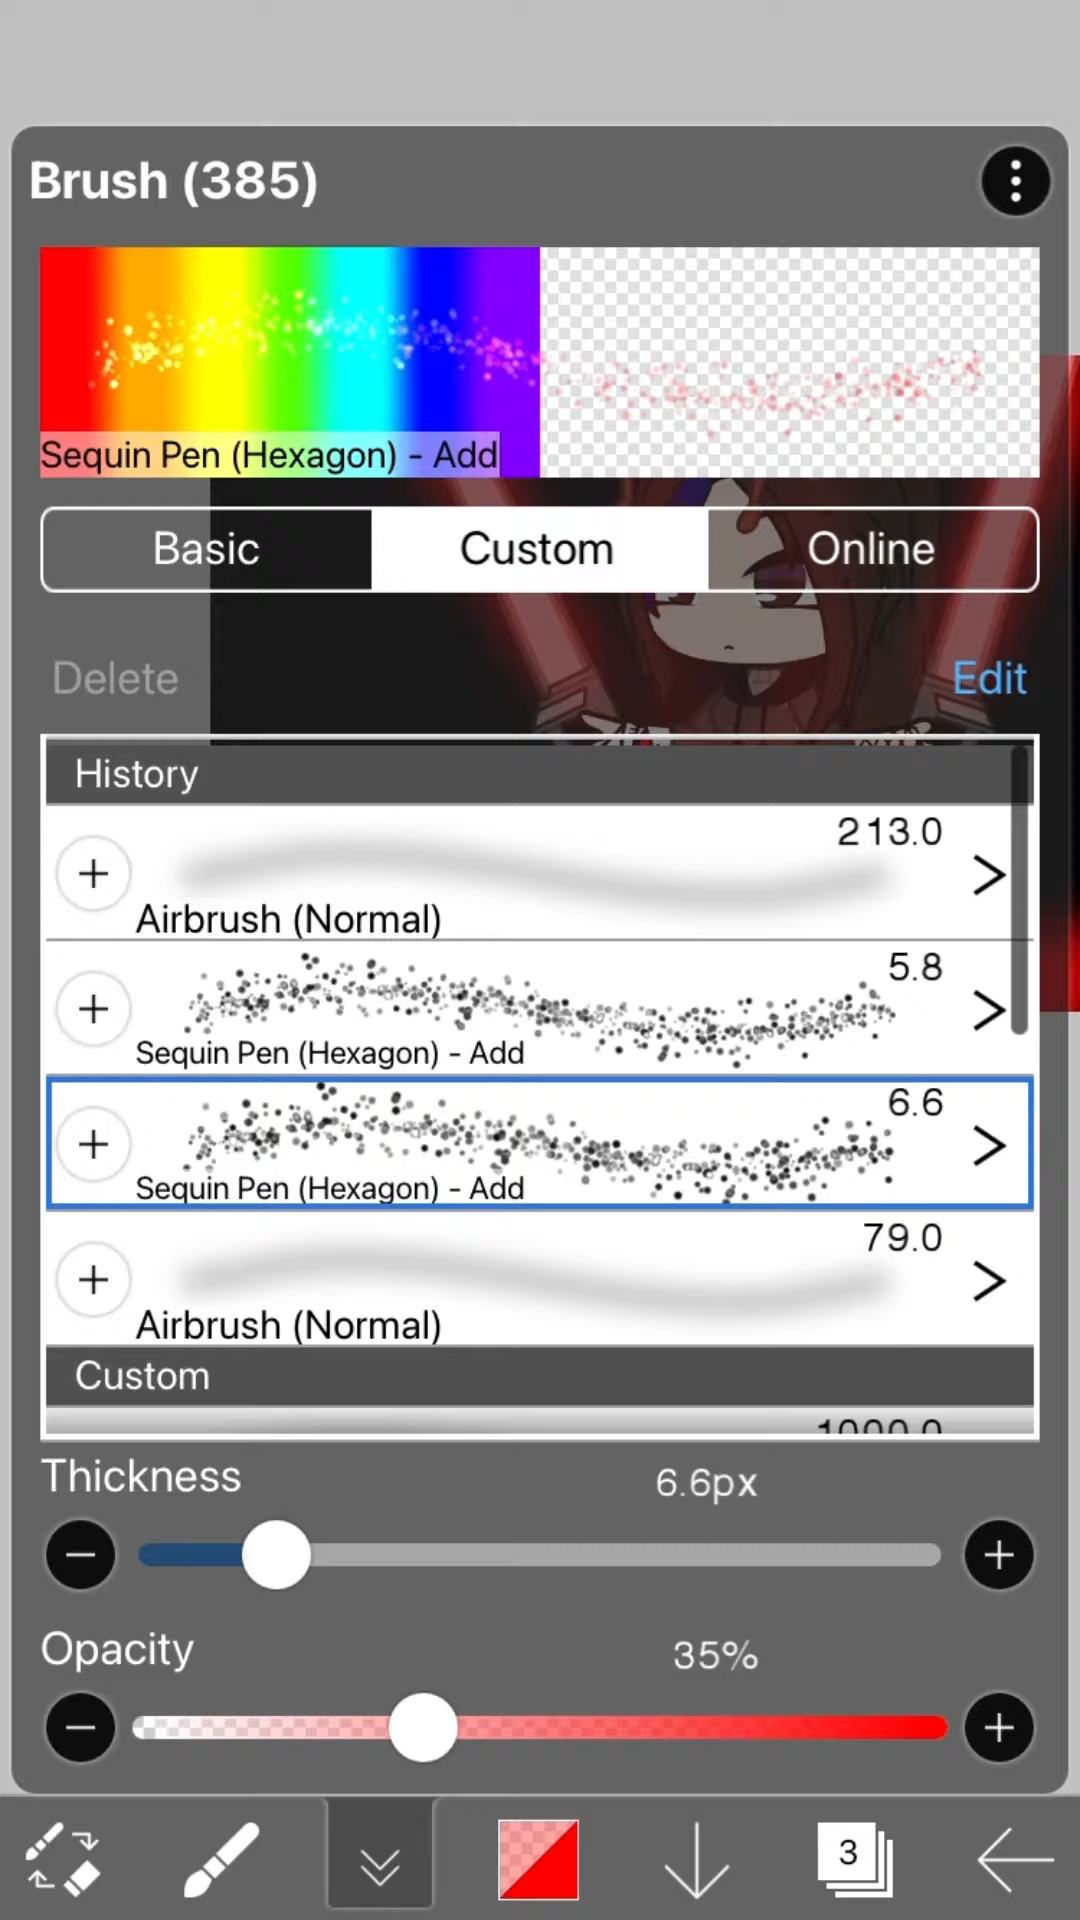 Brush (385)
Sequin Pen (Hexagon) - Add
Basic
Custom
Online
Delete
Edit
History
213.0
Airbrush (Normal)
5.8
Sequin Pen (Hexagon) - Add
6.6
Sequin Pen (Hexagon) - Add
79.0
Airbrush (Normal)
Custom
1000.0
Thickness
6.6px
Opacity
35%
3